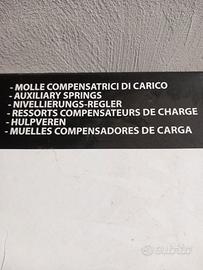 - MOLLE COMPENSATRICI DI CARICO
- AUXILIARY SPRINGS
- NIVELLIERUNGS-REGLER
- RESSORTS COMPENSATEURS DE CHARGE
- HULPVEREN
- MUELLES COMPENSADORES DE CARGA
subito